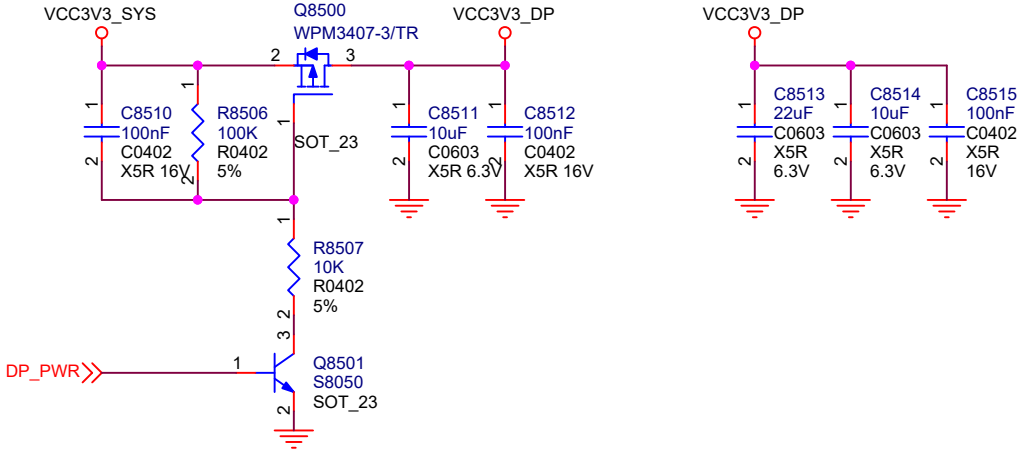 VCC3V3_SYS
Q8500
WPM3407-3/TR
VCC3V3_DP
VCC3V3_DP
2
3
1
C8510
100nF
C0402
X5R 16V
2
1
R8506
100K
R0402
5%
2
1
SOT_23
1
C8511
10uF
C0603
X5R 6.3V
2
1
C8512
100nF
C0402
X5R 16V
2
1
C8513
22uF
C0603
X5R
6.3V
2
1
C8514
10uF
C0603
X5R
6.3V
2
1
C8515
100nF
C0402
X5R
16V
2
1
R8507
10K
R0402
5%
2
3
DP_PWR
1
Q8501
S8050
SOT_23
2